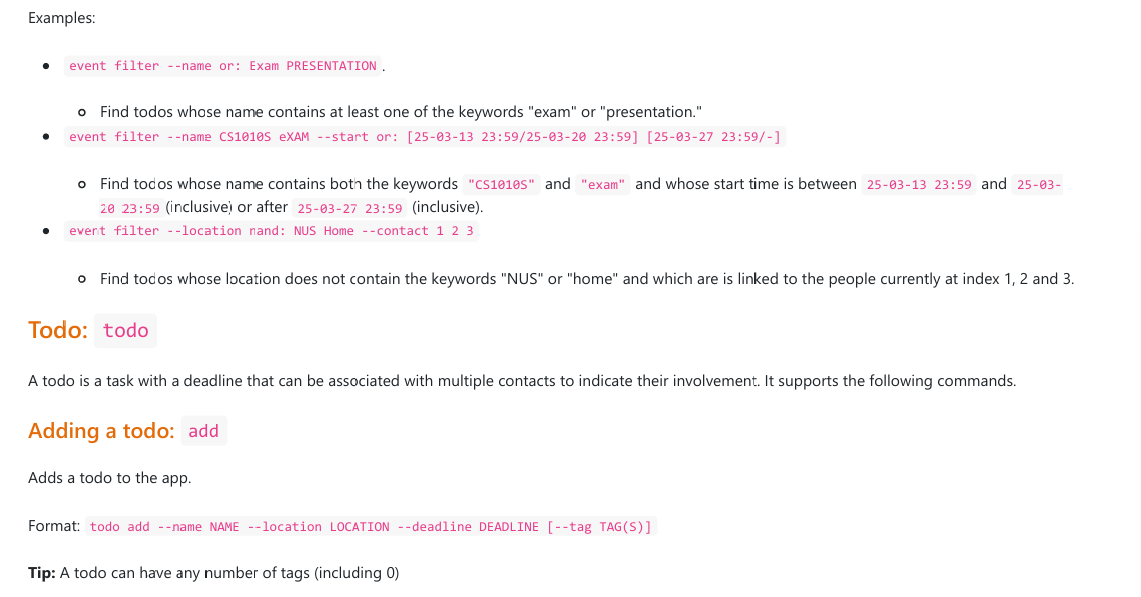 Examples:
event filter --name or: Exam PRESENTATION .
Find todos whose name contains at least one of the keywords "exam" or "presentation."
event filter --name CS1010S eXAM --start or: [25-03-13 23:59/25-03-20 23:59] [25-03-27 23:59/-]
Find todos whose name contains both the keywords "CS1010S" and "exam" and whose start time is between 25-03-13 23:59 and 25-03-
20 23:59 (inclusive) or after 25-03-27 23:59 (inclusive).
event filter --location nand: NUS Home --contact 1 2 3
Find todos whose location does not contain the keywords "NUS" or "home" and which are is linked to the people currently at index 1, 2 and 3.
Todo: todo
A todo is a task with a deadline that can be associated with multiple contacts to indicate their involvement. It supports the following commands.
Adding a todo: add
Adds a todo to the app.
Format: todo add --name NAME --location LOCATION --deadline DEADLINE [--tag TAG(S)]
Tip: A todo can have any number of tags (including 0)